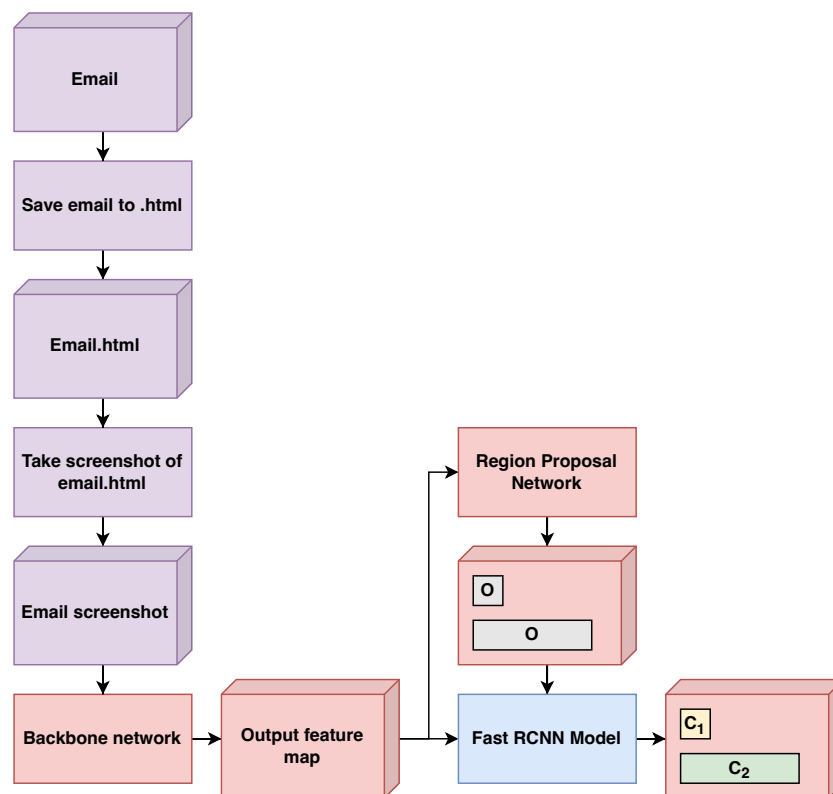 Email
Save email to .html
Email.html
Take screenshot of
email.html
Email screenshot
Backbone network
Output feature
map
Region Proposal
Network
O
O
Fast RCNN Model
C₁
C₂